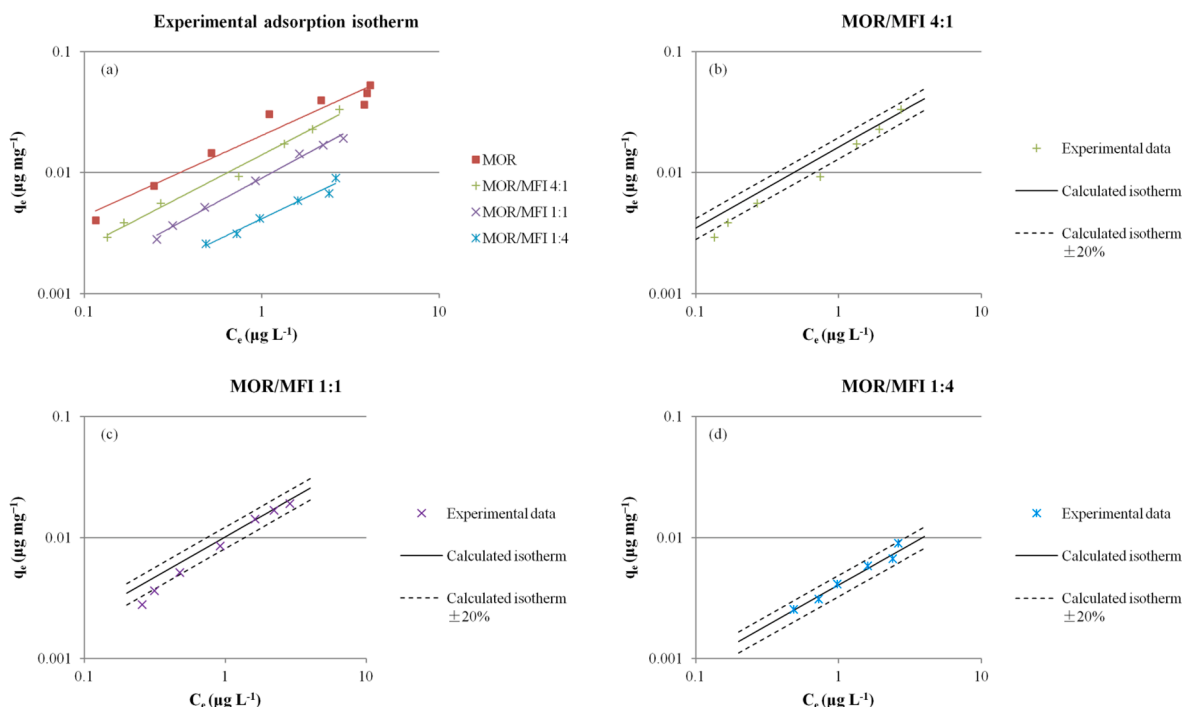 Experimental adsorption isotherm
(a)
0.1
0.01
0.001
0.1
1
10
qₑ (µg mg⁻¹)
Cₑ (µg L⁻¹)
MOR
MOR/MFI 4:1
MOR/MFI 1:1
MOR/MFI 1:4
MOR/MFI 4:1
(b)
0.1
0.01
0.001
0.1
1
10
qₑ (µg mg⁻¹)
Cₑ (µg L⁻¹)
Experimental data
Calculated isotherm
Calculated isotherm
±20%
MOR/MFI 1:1
(c)
0.1
0.01
0.001
0.1
1
10
qₑ (µg mg⁻¹)
Cₑ (µg L⁻¹)
Experimental data
Calculated isotherm
Calculated isotherm
±20%
MOR/MFI 1:4
(d)
0.1
0.01
0.001
0.1
1
10
qₑ (µg mg⁻¹)
Cₑ (µg L⁻¹)
Experimental data
Calculated isotherm
Calculated isotherm
±20%